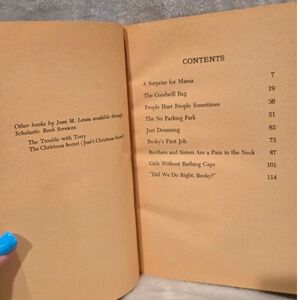 Other books by Joan M. Lexau available through
Scholastic Book Services:
The Trouble with Terry
The Christmas Secret (José's Christmas Secret)
CONTENTS
A Surprise for Mama 7
The Goodwill Bag 19
People Hurt People Sometimes 36
The No Parking Park 51
Just Dreaming 63
Becky's First Job 73
Brothers and Sisters Are a Pain in the Neck 87
Girls Without Bathing Caps 101
"Did We Do Right, Becky?" 114